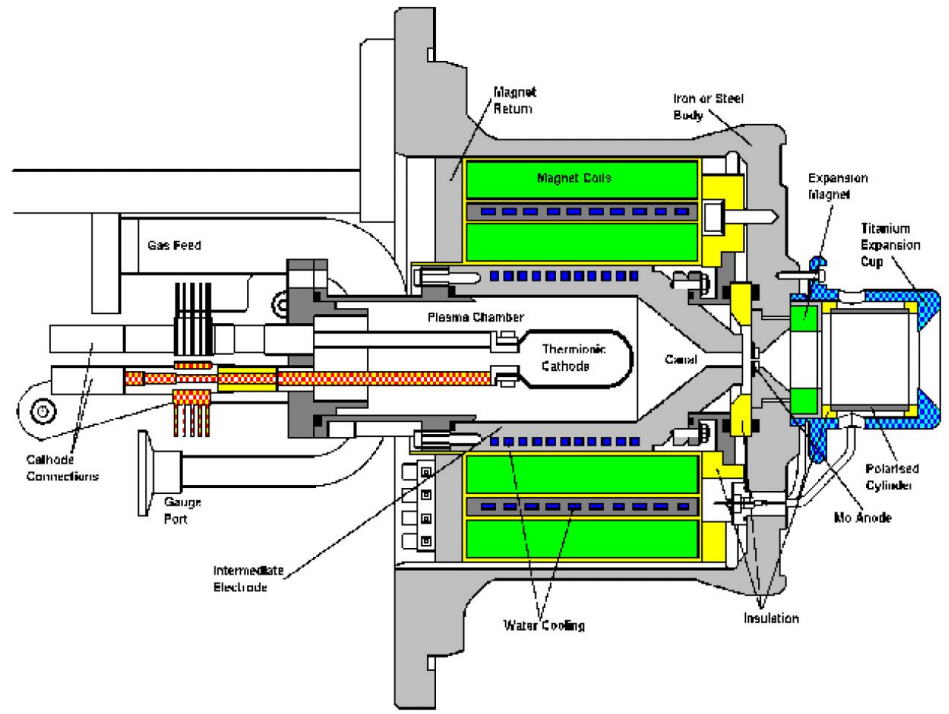 Magnet
Return
Iron or Steel
Body
Magnet Coils
Expansion
Magnet
Titanium
Expansion
Cup
Gas Feed
Plasma Chamber
Thermionic
Cathode
Canal
Cathode
Connections
Gauge
Port
Polarised
Cylinder
Mo Anode
Intermediate
Electrode
Water Cooling
Insulation